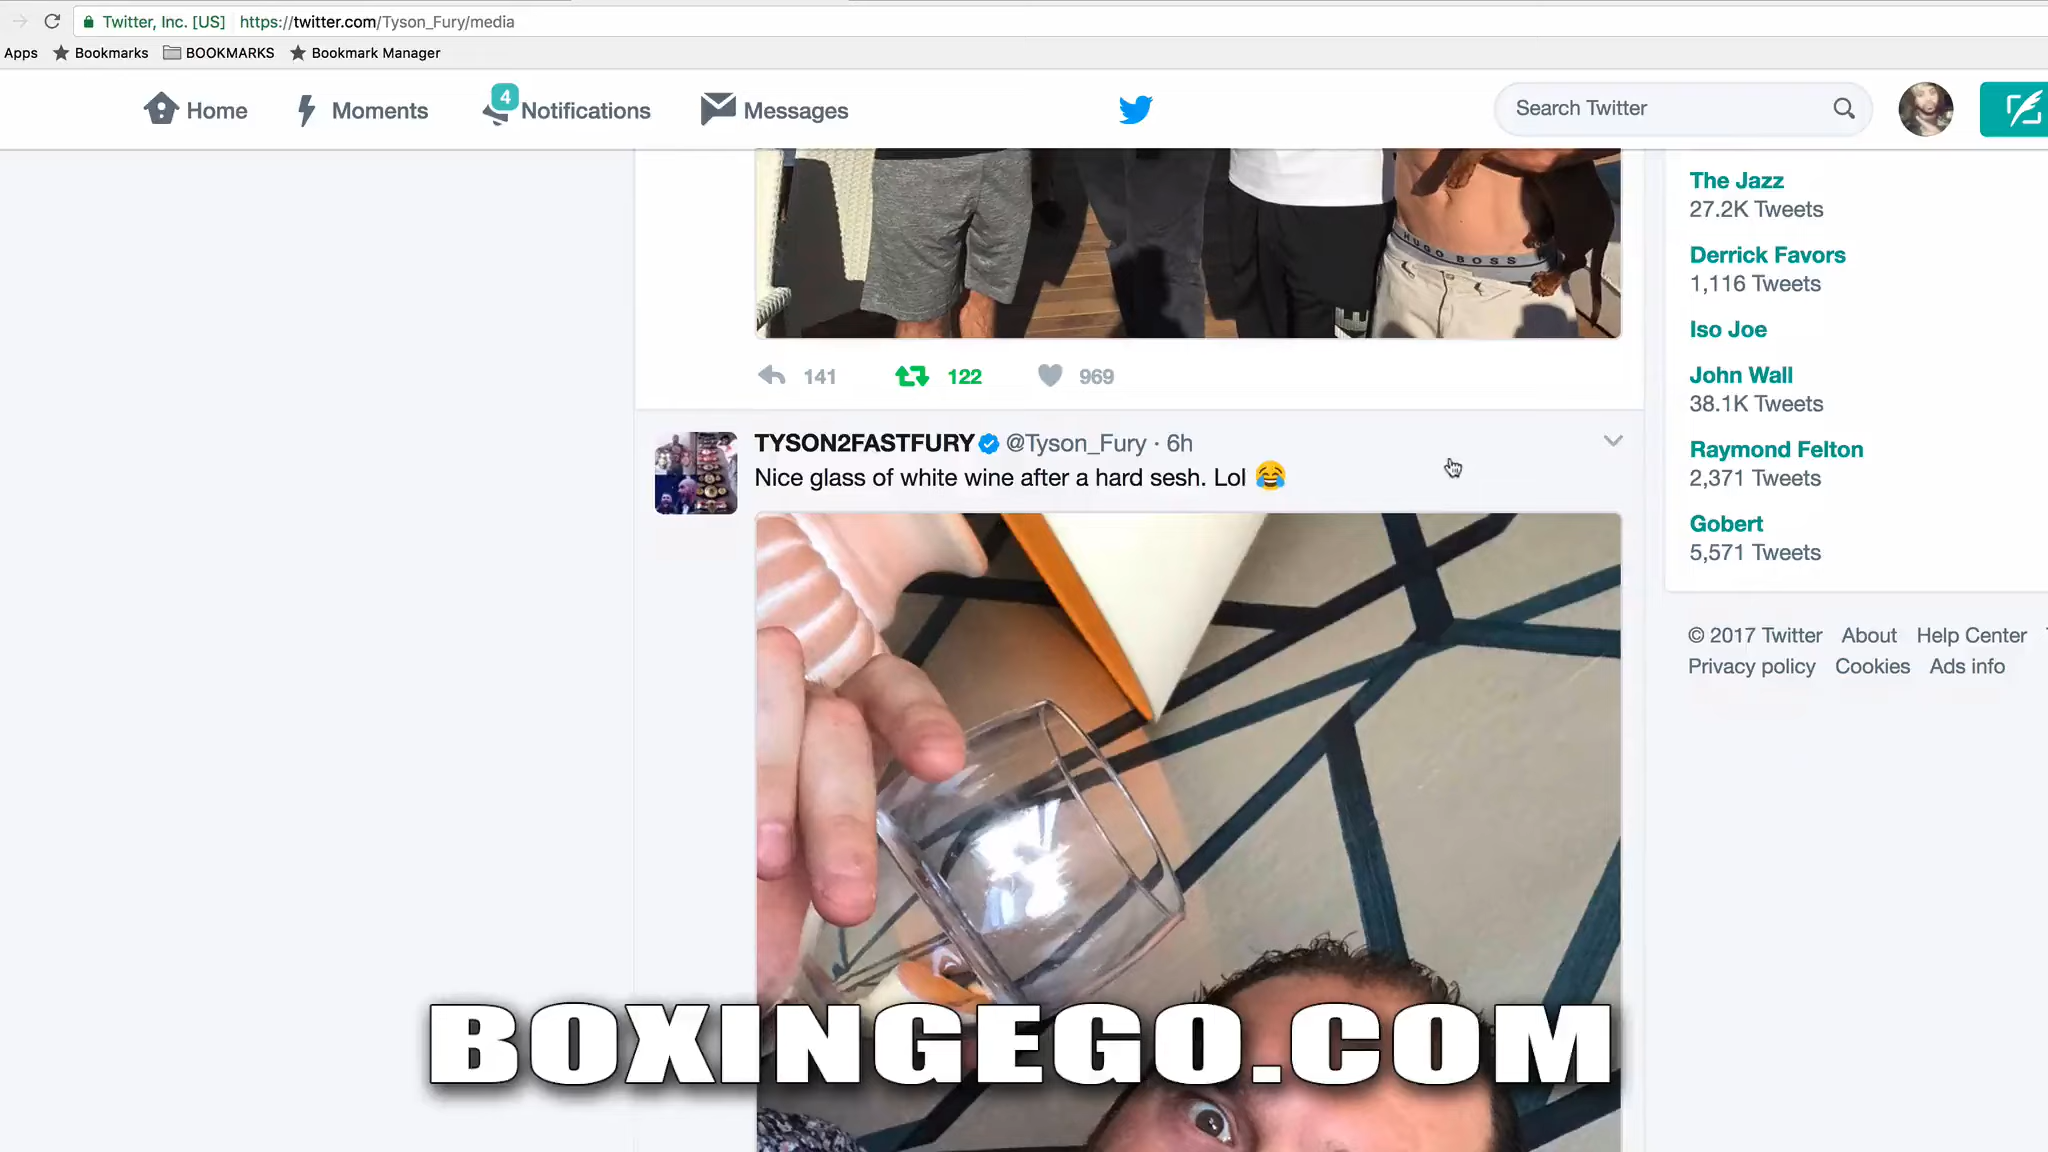 Twitter, Inc. [US] https://twitter.com/Tyson_Fury/media
Apps Bookmarks BOOKMARKS Bookmark Manager
Home Moments 4 Notifications Messages Search Twitter
HUGO BOSS
141 122 969
TYSON2FASTFURY @Tyson_Fury · 6h
Nice glass of white wine after a hard sesh. Lol 😂
The Jazz
27.2K Tweets
Derrick Favors
1,116 Tweets
Iso Joe
John Wall
38.1K Tweets
Raymond Felton
2,371 Tweets
Gobert
5,571 Tweets
© 2017 Twitter About Help Center
Privacy policy Cookies Ads info
BOXINGEGO.COM